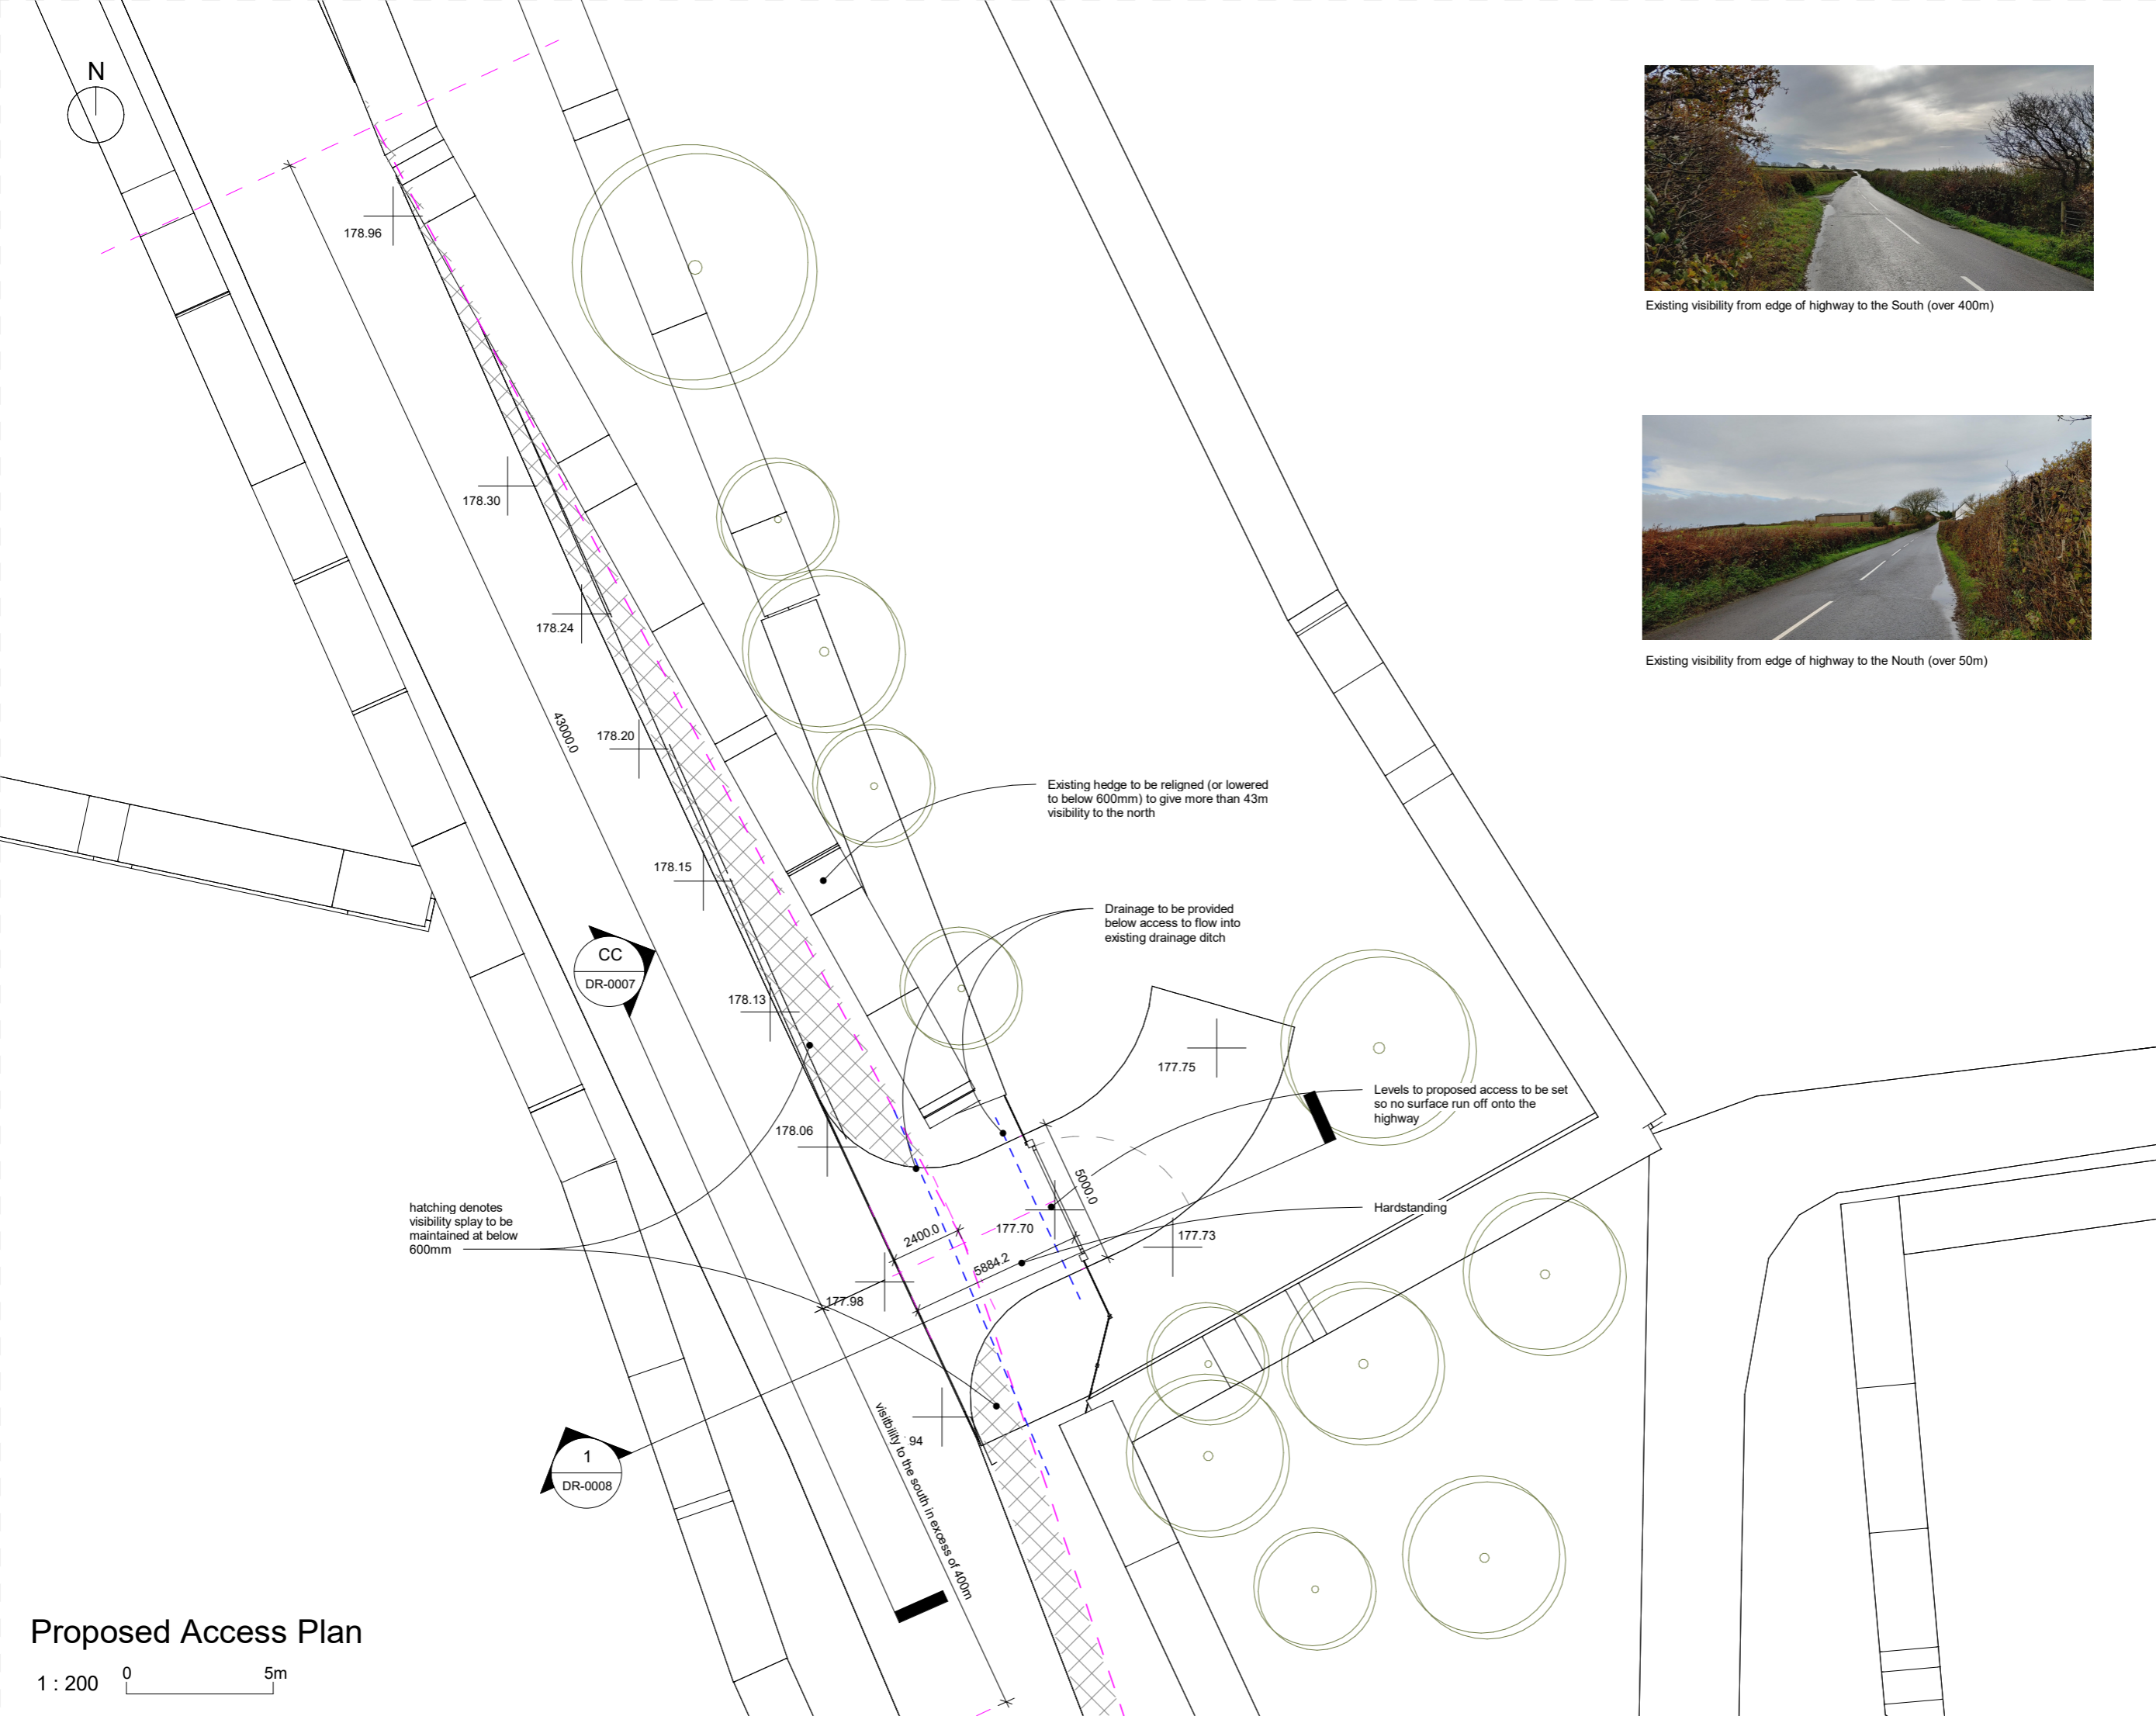 N
178.96
Existing visibility from edge of highway to the South (over 400m)
178.30
178.24
Existing visibility from edge of highway to the Nouth (over 50m)
43000.0
178.20
Existing hedge to be religned (or lowered
to below 600mm) to give more than 43m
visibility to the north
178.15
Drainage to be provided
below access to flow into
existing drainage ditch
CC
DR-0007
178.13
177.75
Levels to proposed access to be set
so no surface run off onto the
highway
178.06
5000.0
hatching denotes
visibility splay to be
maintained at below
600mm
Hardstanding
2400.0
177.70
177.73
5884.2
177.98
94
visitbility to the south in excess of 400m
1
DR-0008
Proposed Access Plan
1 : 200
0 5m